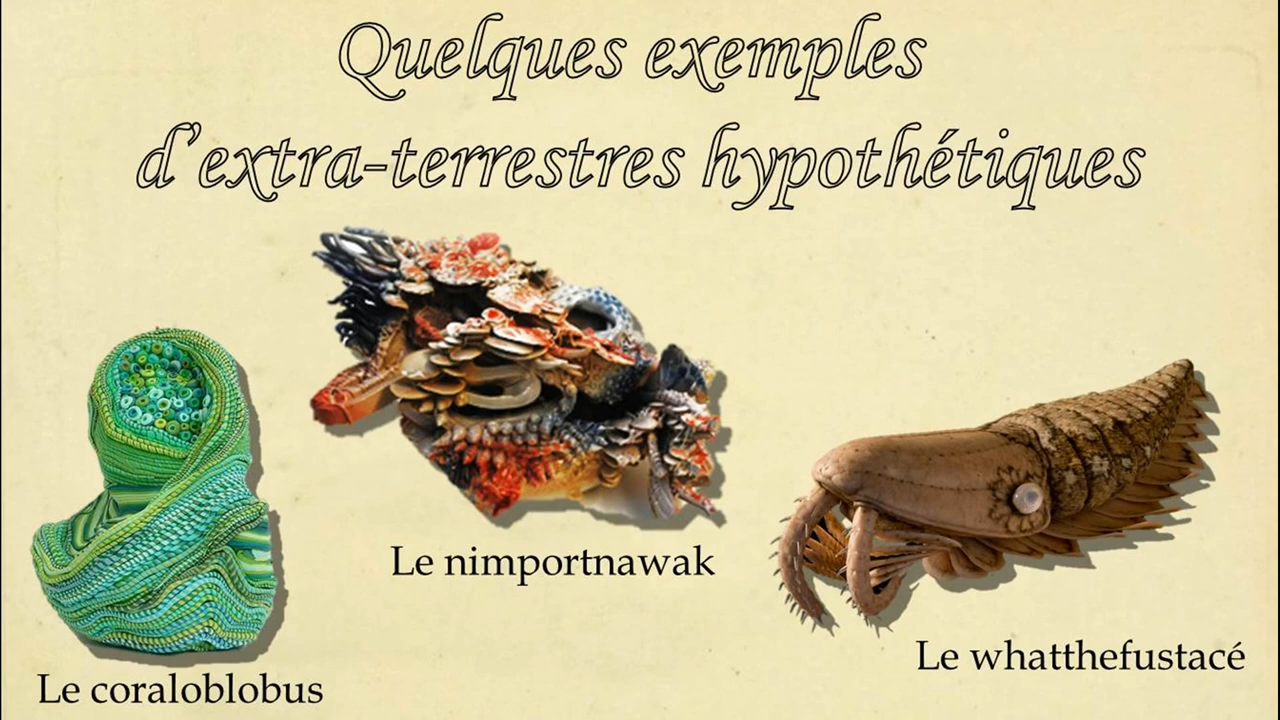 Quelques exemples
d'extra-terrestres hypothétiques
Le nimportnawak
Le whatthefustacé
Le coraloblobus